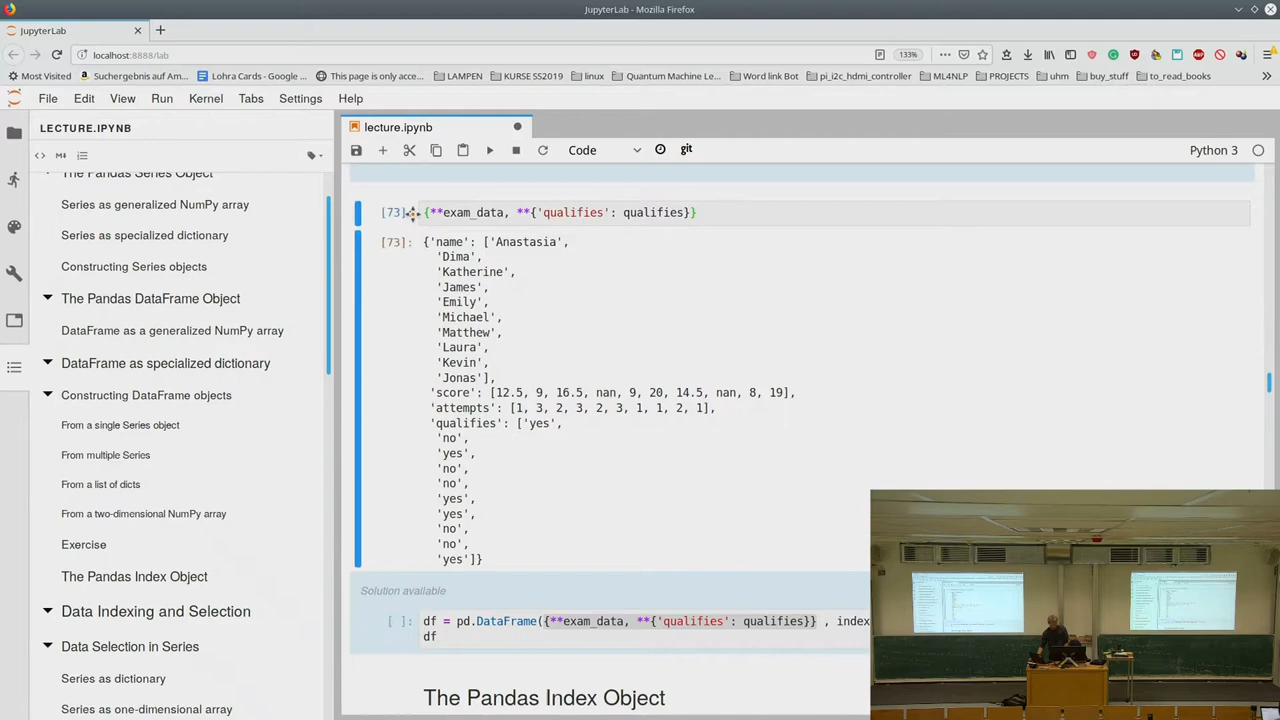 JupyterLab - Mozilla Firefox
JupyterLab
localhost:8888/lab
133%
Most Visited
Suchergebnis auf Am...
Lohra Cards - Google ...
This page is only acce...
LAMPEN
KURSE SS2019
linux
Quantum Machine Le...
Word link Bot
pi_i2c_hdmi_controller
ML4NLP
PROJECTS
uhm
buy_stuff
to_read_books
File Edit View Run Kernel Tabs Settings Help
LECTURE.IPYNB
The Pandas Series Object
Series as generalized NumPy array
Series as specialized dictionary
Constructing Series objects
The Pandas DataFrame Object
DataFrame as a generalized NumPy array
DataFrame as specialized dictionary
Constructing DataFrame objects
From a single Series object
From multiple Series
From a list of dicts
From a two-dimensional NumPy array
Exercise
The Pandas Index Object
Data Indexing and Selection
Data Selection in Series
Series as dictionary
Series as one-dimensional array
lecture.ipynb
Code
git
Python 3
[73] {**exam_data, **{'qualifies': qualifies}}
[73]: {'name': ['Anastasia',
'Dima',
'Katherine',
'James',
'Emily',
'Michael',
'Matthew',
'Laura',
'Kevin',
'Jonas'],
'score': [12.5, 9, 16.5, nan, 9, 20, 14.5, nan, 8, 19],
'attempts': [1, 3, 2, 3, 2, 3, 1, 1, 2, 1],
'qualifies': ['yes',
'no',
'yes',
'no',
'no',
'yes',
'yes',
'no',
'no',
'yes']}
Solution available
[ ]: df = pd.DataFrame({**exam_data, **{'qualifies': qualifies}} , index
df
The Pandas Index Object